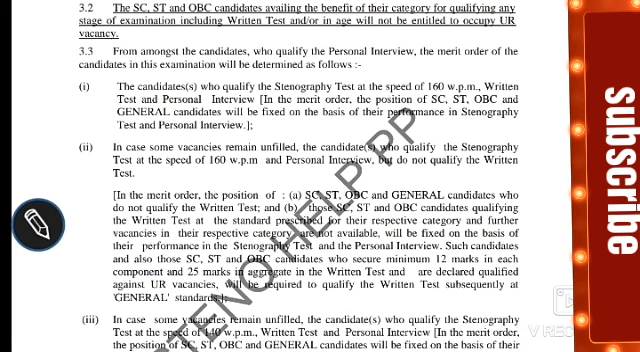 3.2 The SC, ST and OBC candidates availing the benefit of their category for qualifying any
stage of examination including Written Test and/or in age will not be entitled to occupy UR
vacancy.
3.3 From amongst the candidates, who qualify the Personal Interview, the merit order of the
candidates in this examination will be determined as follows :-
(i) The candidates(s) who qualify the Stenography Test at the speed of 160 w.p.m., Written
Test and Personal Interview [In the merit order, the position of SC, ST, OBC and
GENERAL candidates will be fixed on the basis of their performance in Stenography
Test and Personal Interview.];
(ii) In case some vacancies remain unfilled, the candidate(s) who qualify the Stenography
Test at the speed of 160 w.p.m and Personal Interview, but do not qualify the Written
Test.
[In the merit order, the position of : (a) SC, ST, OBC and GENERAL candidates who
do not qualify the Written Test; and (b) those SC, ST and OBC candidates qualifying
the Written Test at the standard prescribed for their respective category and further
vacancies in their respective category are not available, will be fixed on the basis of
their performance in the Stenography Test and the Personal Interview. Such candidates
and also those SC, ST and OBC candidates who secure minimum 12 marks in each
component and 25 marks in aggregate in the Written Test and are declared qualified
against UR vacancies, will be required to qualify the Written Test subsequently at
'GENERAL' standards.];
(iii) In case some vacancies remain unfilled, the candidate(s) who qualify the Stenography
Test at the speed of 140 w.p.m., Written Test and Personal Interview [In the merit order,
the position of SC, ST, OBC and GENERAL candidates will be fixed on the basis of their
STENO HELP PP
subscribe
V REC